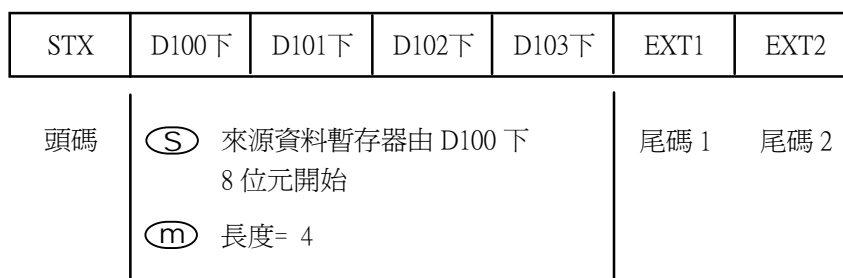 STX D100下 D101下 D102下 D103下 EXT1 EXT2
頭碼 S 來源資料暫存器由 D100 下 尾碼 1 尾碼 2
8 位元開始
m 長度= 4